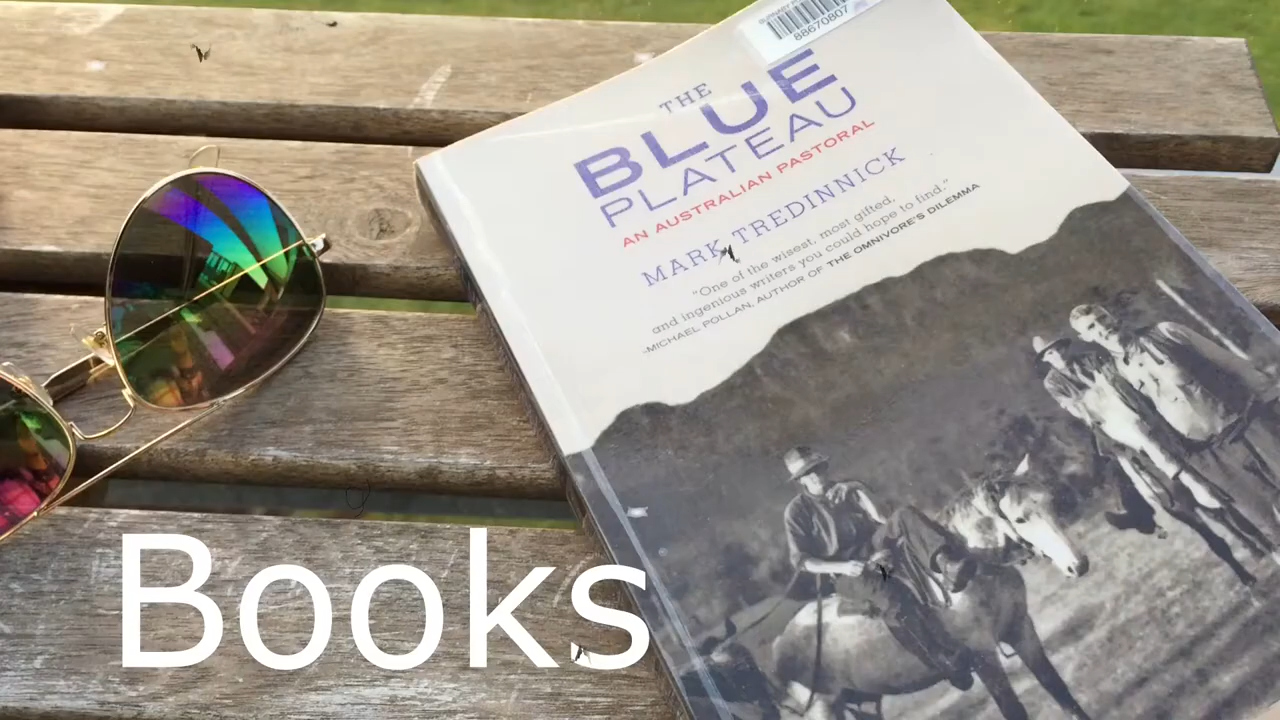 88670807
THE
BLUE
PLATEAU
AN AUSTRALIAN PASTORAL
MARK TREDINNICK
"One of the wisest, most gifted,
and ingenious writers you could hope to find."
-MICHAEL POLLAN, AUTHOR OF THE OMNIVORE'S DILEMMA
Books